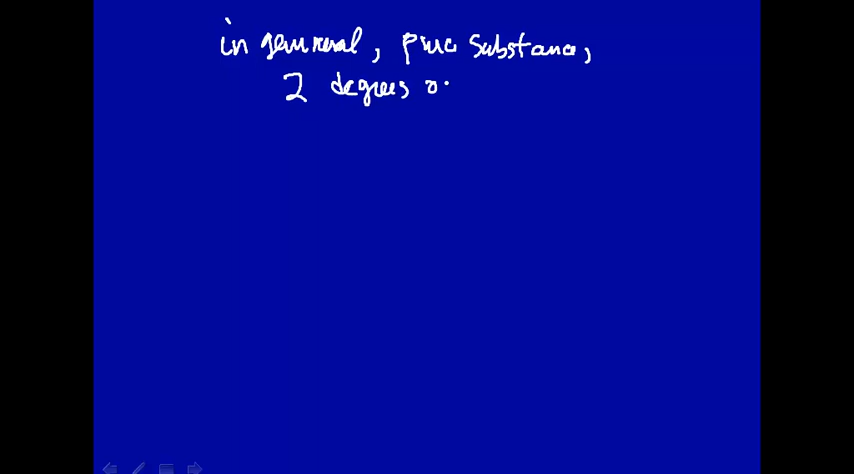 in general, pure substance,
2 degrees o